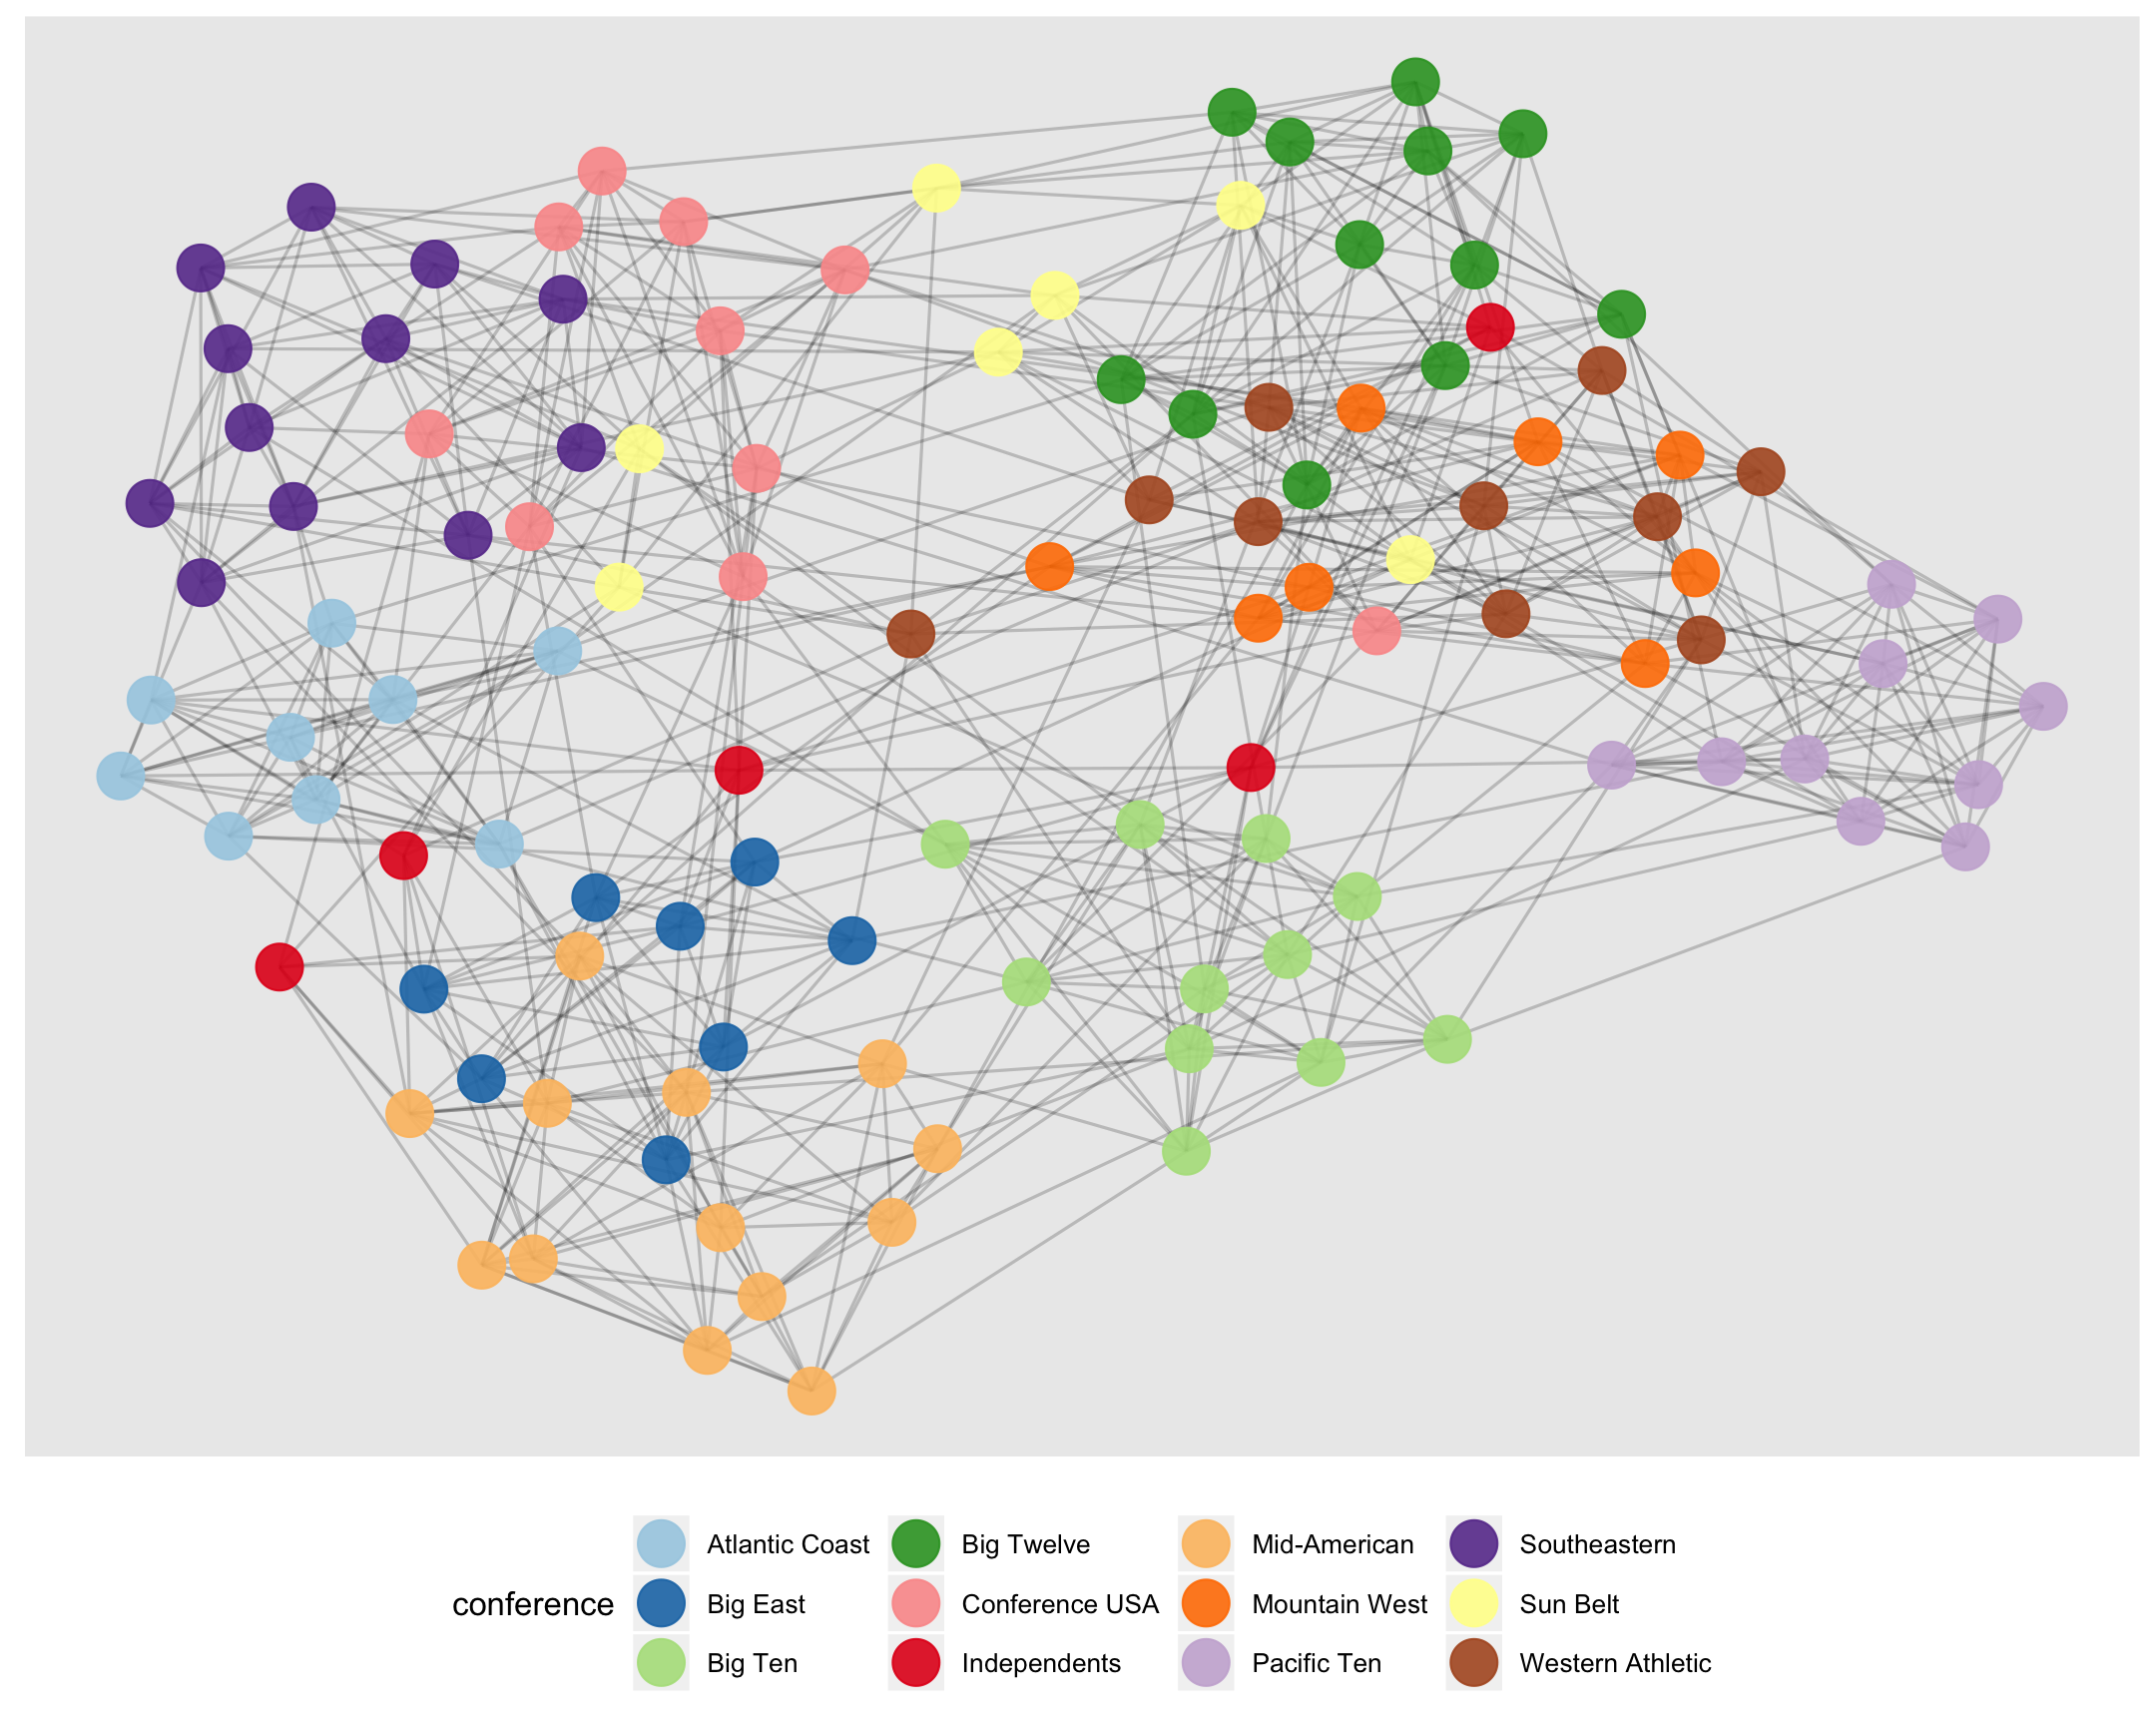 Atlantic Coast Big Twelve Mid-American Southeastern
conference Big East Conference USA Mountain West Sun Belt
Big Ten Independents Pacific Ten Western Athletic